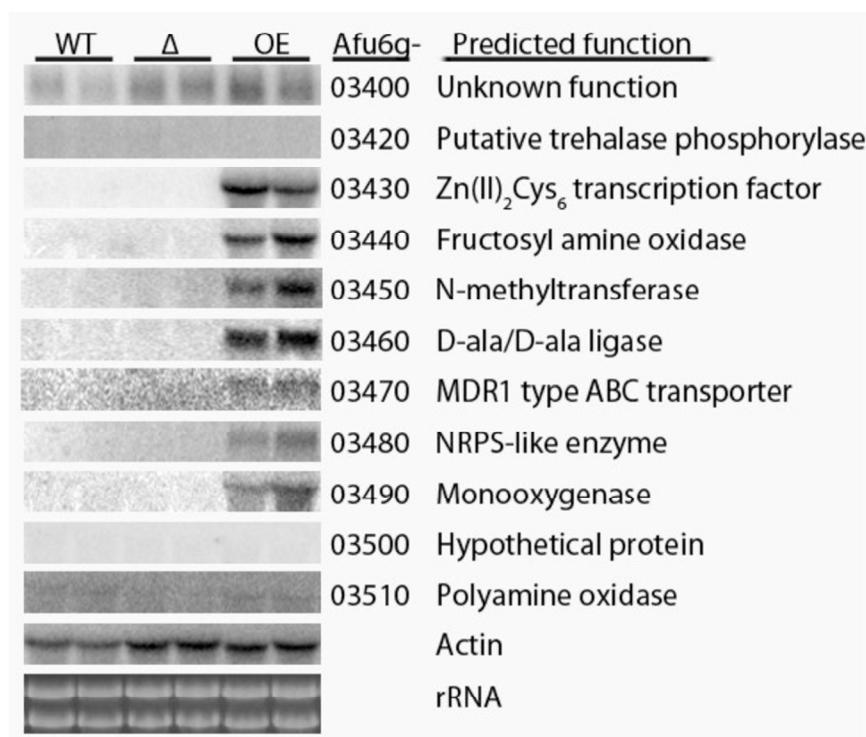 WT Δ OE Afu6g- Predicted function
03400 Unknown function
03420 Putative trehalase phosphorylase
03430 Zn(II)₂Cys₆ transcription factor
03440 Fructosyl amine oxidase
03450 N-methyltransferase
03460 D-ala/D-ala ligase
03470 MDR1 type ABC transporter
03480 NRPS-like enzyme
03490 Monooxygenase
03500 Hypothetical protein
03510 Polyamine oxidase
Actin
rRNA